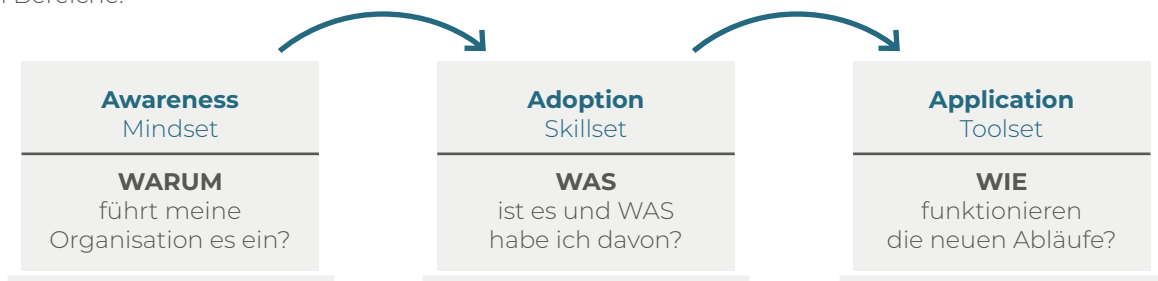 Bereiche.
Awareness
Mindset
WARUM
führt meine
Organisation es ein?
Adoption
Skillset
WAS
ist es und WAS
habe ich davon?
Application
Toolset
WIE
funktionieren
die neuen Abläufe?